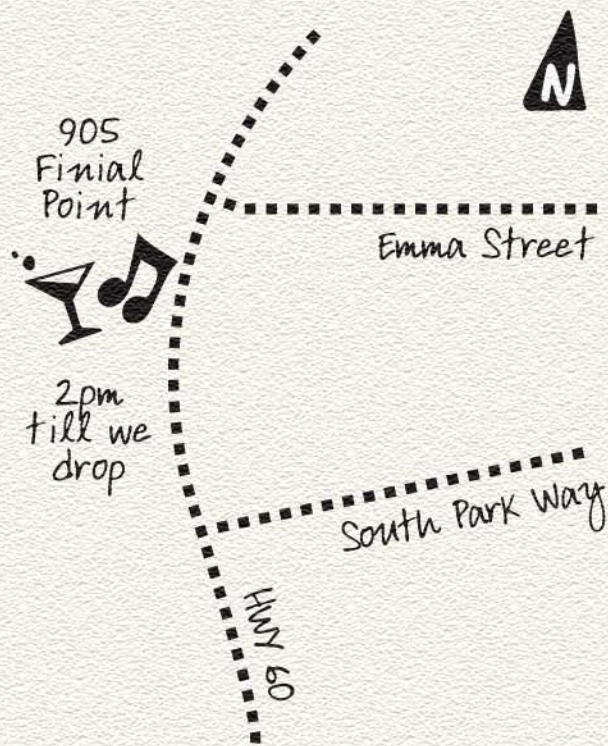 N
905
Finial
Point
Emma Street
2pm
till we
drop
South Park Way
HWY 60